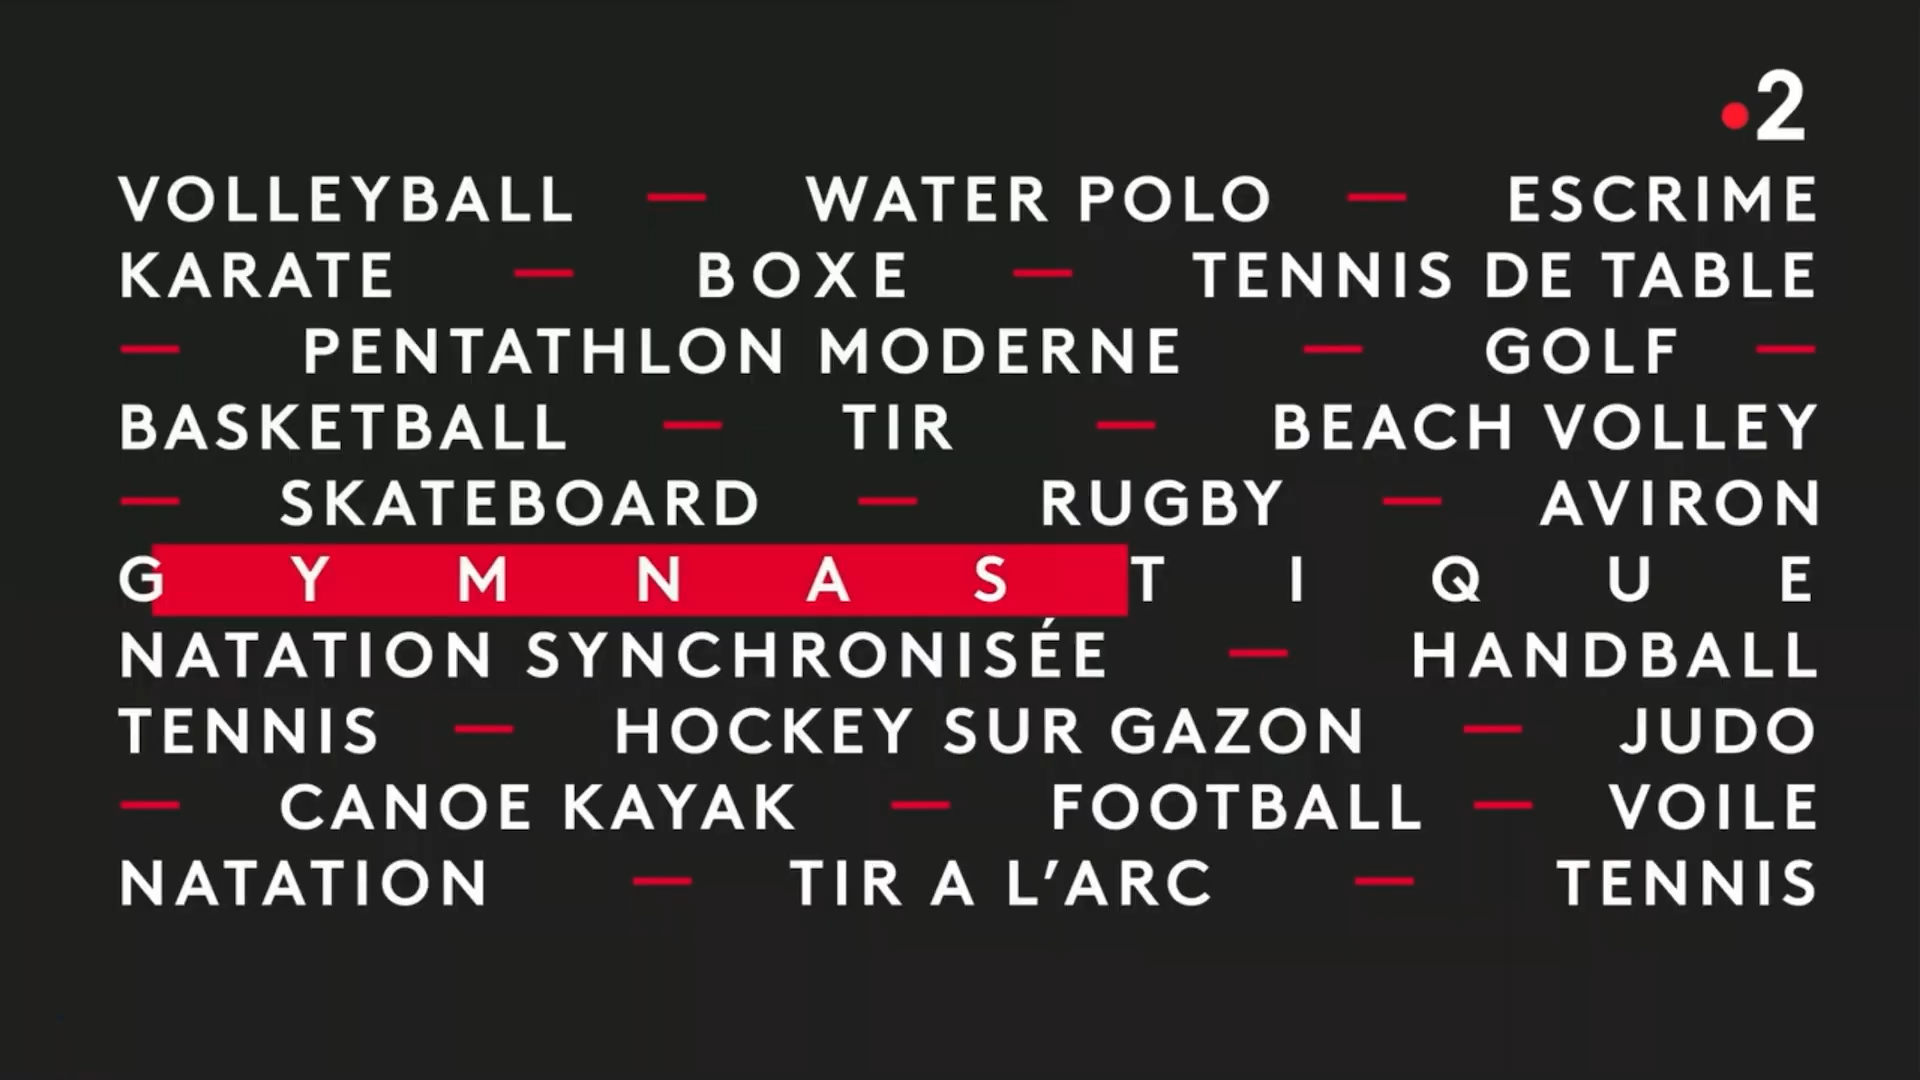 2
VOLLEYBALL — WATER POLO — ESCRIME
KARATE — BOXE — TENNIS DE TABLE
— PENTATHLON MODERNE — GOLF —
BASKETBALL — TIR — BEACH VOLLEY
— SKATEBOARD — RUGBY — AVIRON
GYMNASTIQUE
NATATION SYNCHRONISÉE — HANDBALL
TENNIS — HOCKEY SUR GAZON — JUDO
— CANOE KAYAK — FOOTBALL — VOILE
NATATION — TIR A L’ARC — TENNIS